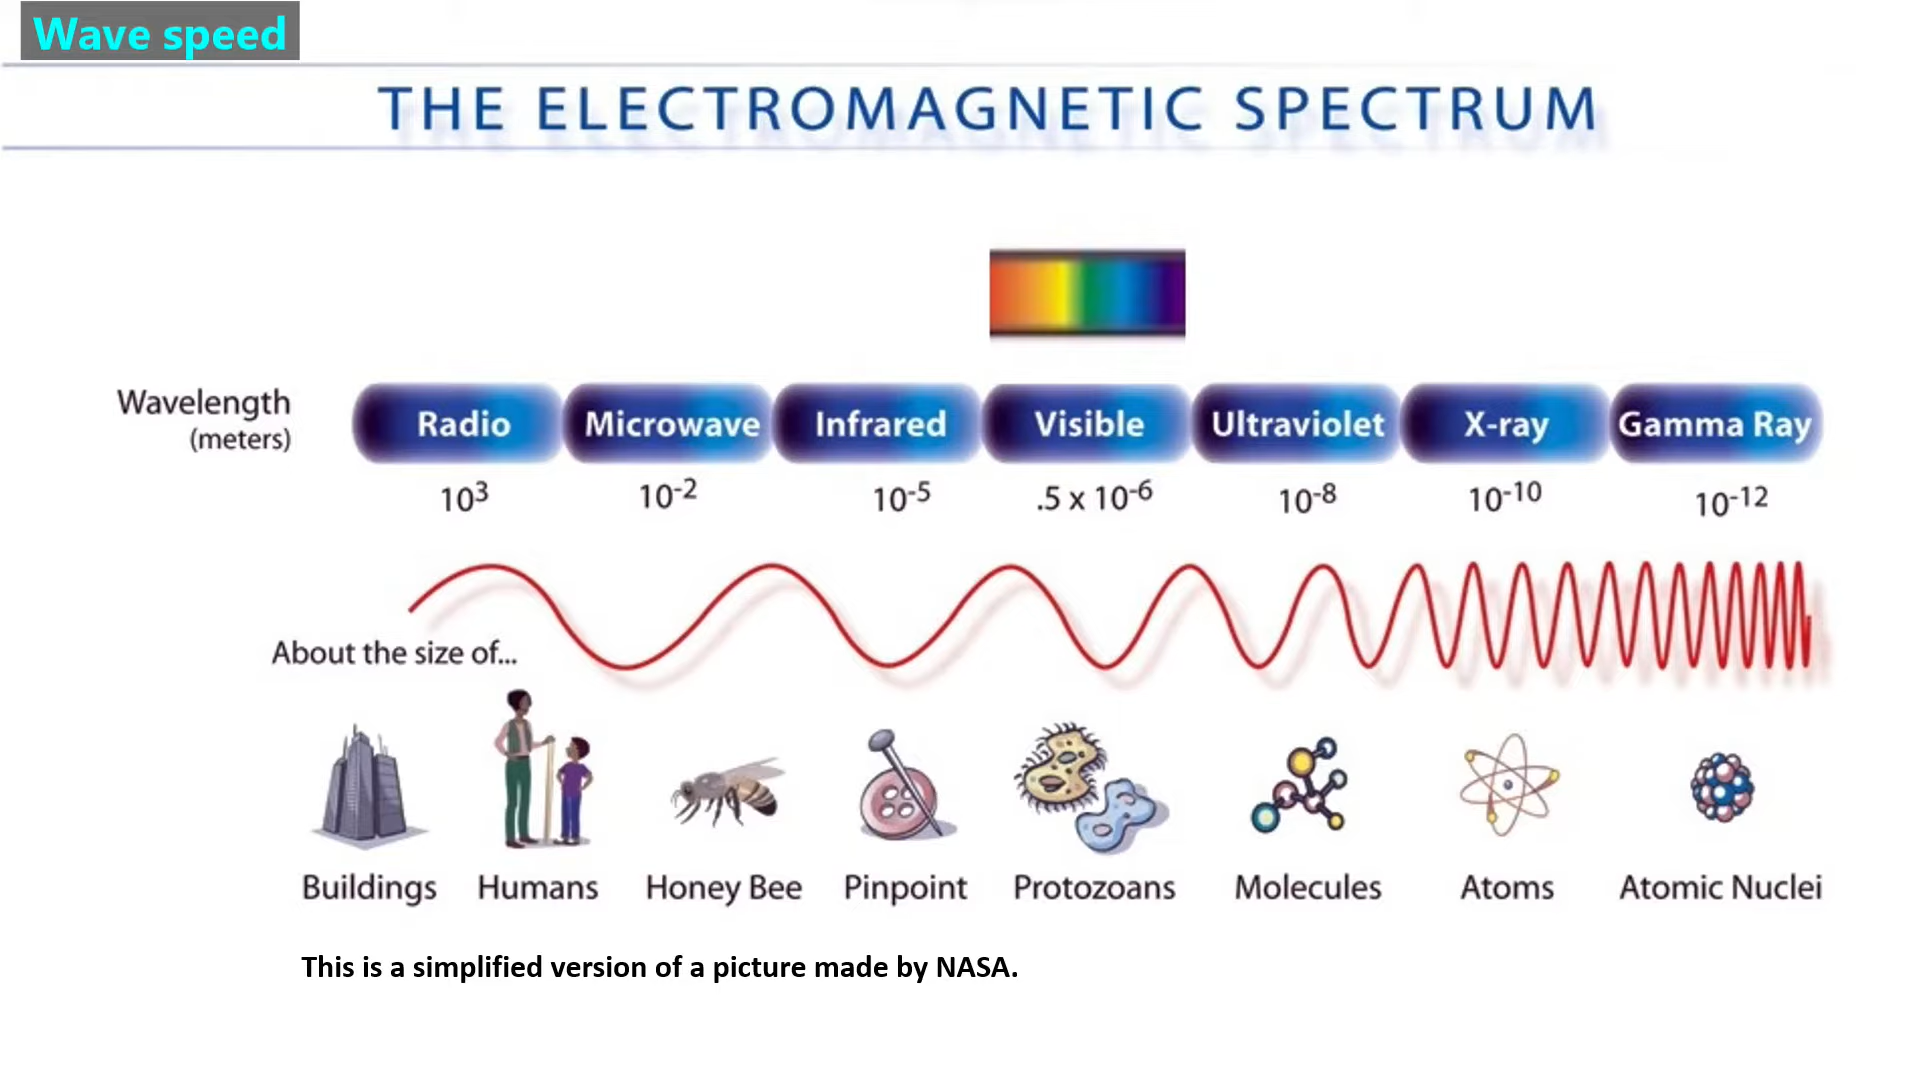 Wave speed
THE ELECTROMAGNETIC SPECTRUM
Wavelength
(meters)
Radio Microwave Infrared Visible Ultraviolet X-ray Gamma Ray
10³ 10⁻² 10⁻⁵ .5 x 10⁻⁶ 10⁻⁸ 10⁻¹⁰ 10⁻¹²
About the size of...
Buildings Humans Honey Bee Pinpoint Protozoans Molecules Atoms Atomic Nuclei
This is a simplified version of a picture made by NASA.